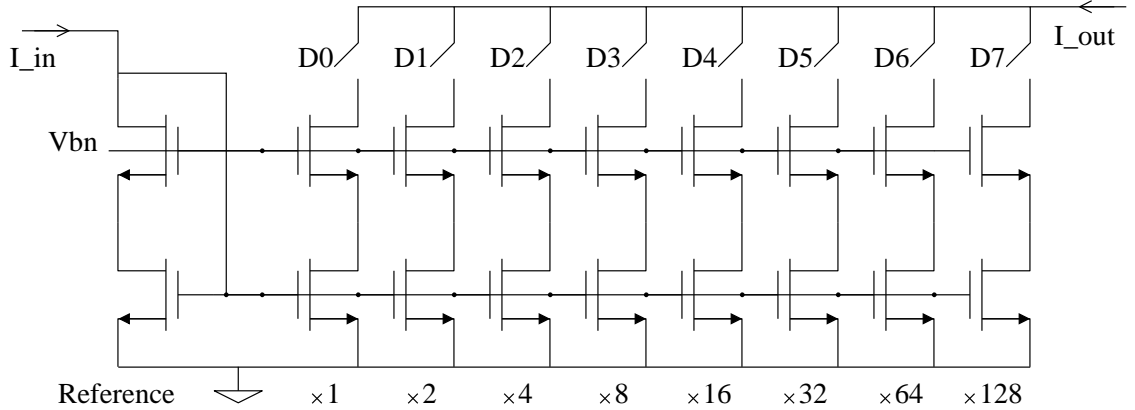 I_in
D0 D1 D2 D3 D4 D5 D6 D7
I_out
Vbn
Reference ×1 ×2 ×4 ×8 ×16 ×32 ×64 ×128